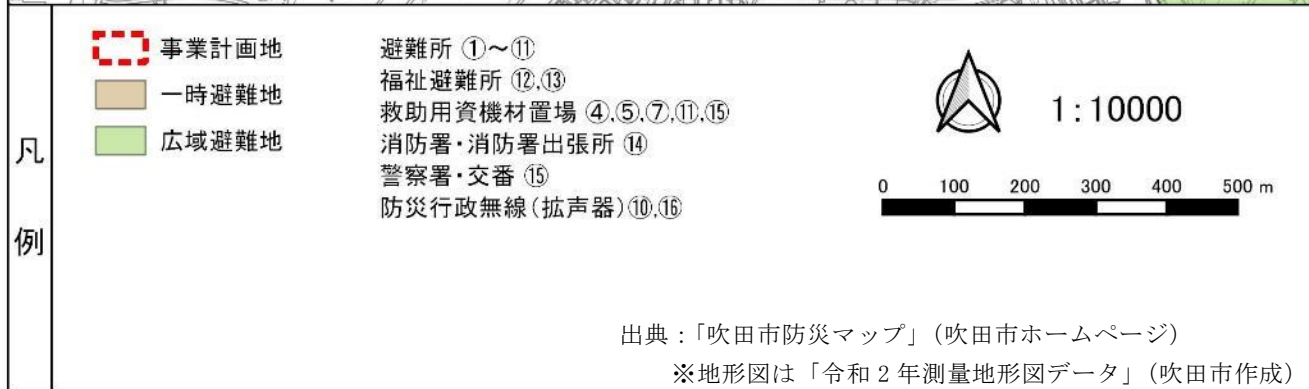 凡例
事業計画地
一時避難地
広域避難地
避難所 ①～⑪
福祉避難所 ⑫,⑬
救助用資機材置場 ④,⑤,⑦,⑪,⑮
消防署・消防署出張所 ⑭
警察署・交番 ⑮
防災行政無線(拡声器)⑩,⑯
1:10000
0 100 200 300 400 500 m
出典：「吹田市防災マップ」（吹田市ホームページ）
※地形図は「令和 2 年測量地形図データ」（吹田市作成）